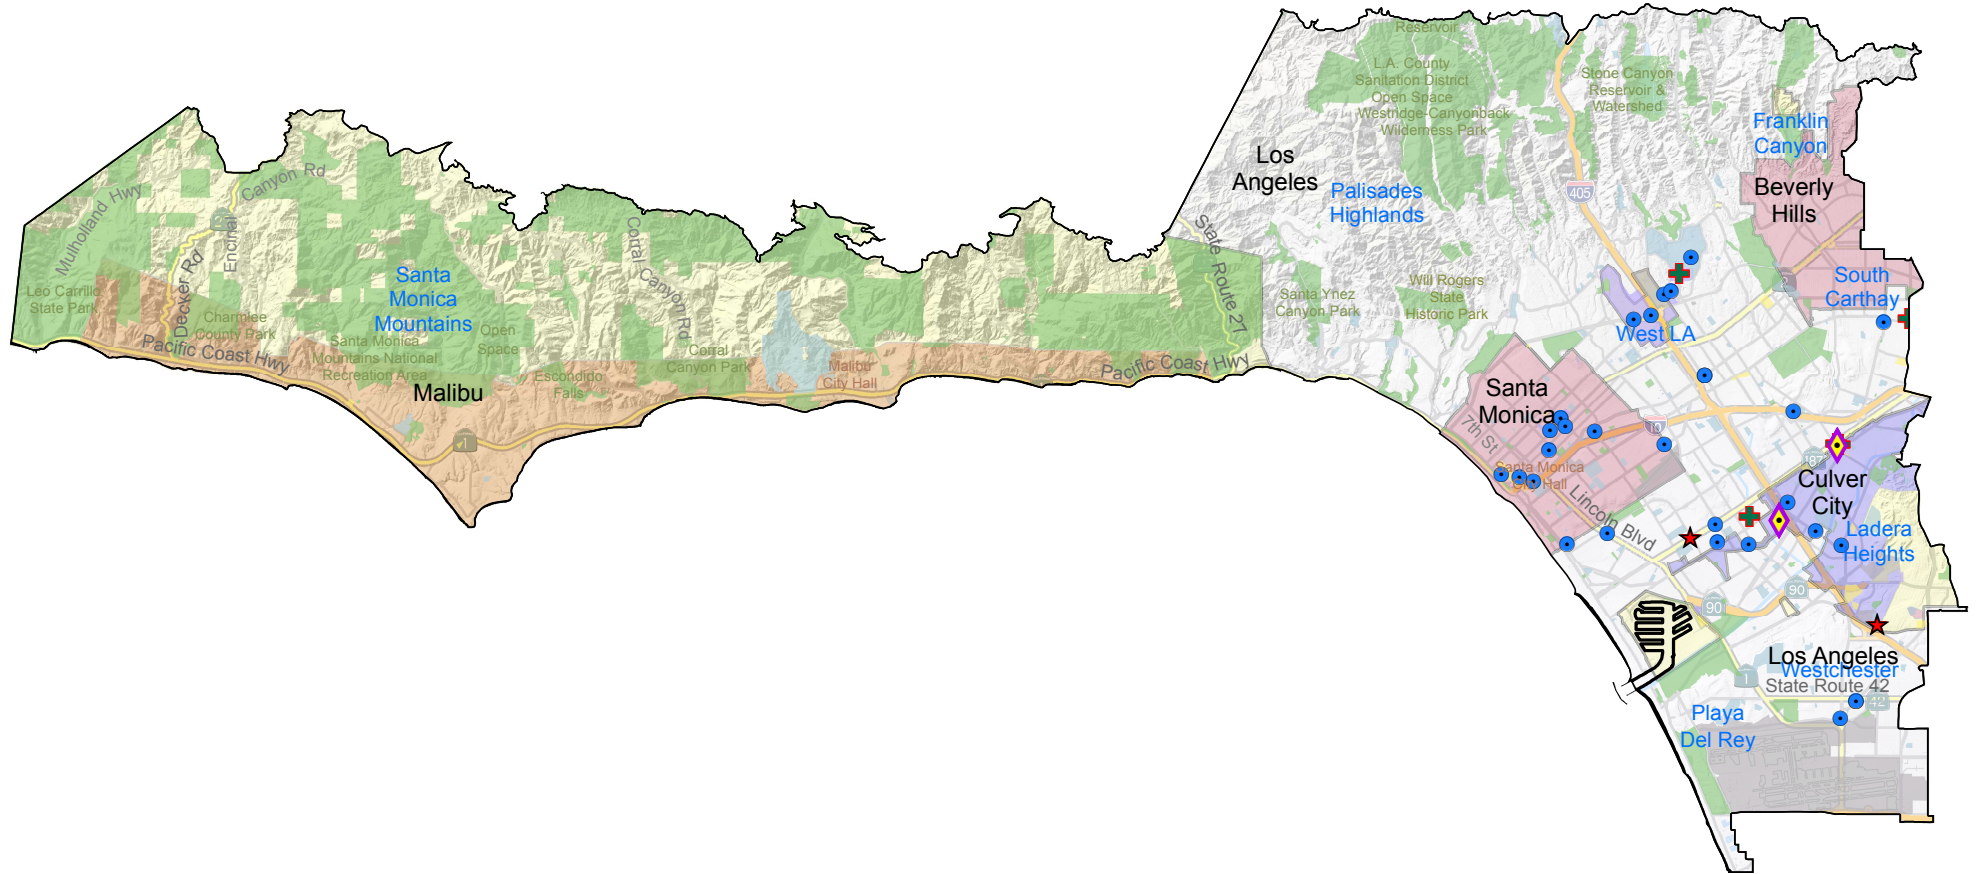 Reservoir
L.A. County
Sanitation District
Open Space
Westridge-Canyonback
Wilderness Park
Stone Canyon
Reservoir &
Watershed
Franklin
Canyon
Los
Angeles
Palisades
Highlands
405
Beverly
Hills
2
Mulholland Hwy
Canyon Rd
Encinal
Decker Rd
Leo Carrillo
State Park
Charmlee
County Park
Santa
Monica
Mountains
Corral Canyon Rd
State Route 27
Santa Ynez
Canyon Park
Will Rogers
State
Historic Park
South
Carthay
West LA
Pacific Coast Hwy
Santa Monica
Mountains National
Recreation Area
Open
Space
Escondido
Falls
Corral
Canyon Park
Malibu
City Hall
Pacific Coast Hwy
Malibu
1
Santa
Monica
7th St
10
Santa Monica
City Hall
Lincoln Blvd
187
Culver
City
Ladera
Heights
90
90
Los Angeles
Westchester
1
State Route 42
42
Playa
Del Rey